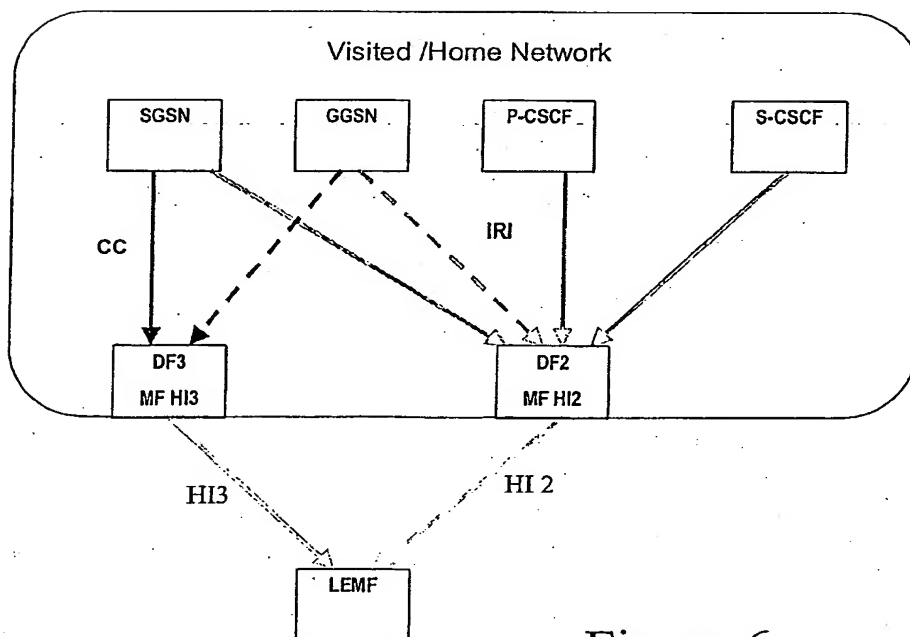 Visited /Home Network
SGSN
GGSN
P-CSCF
S-CSCF
CC
IRI
DF3
MF HI3
DF2
MF HI2
HI3
HI 2
LEMF